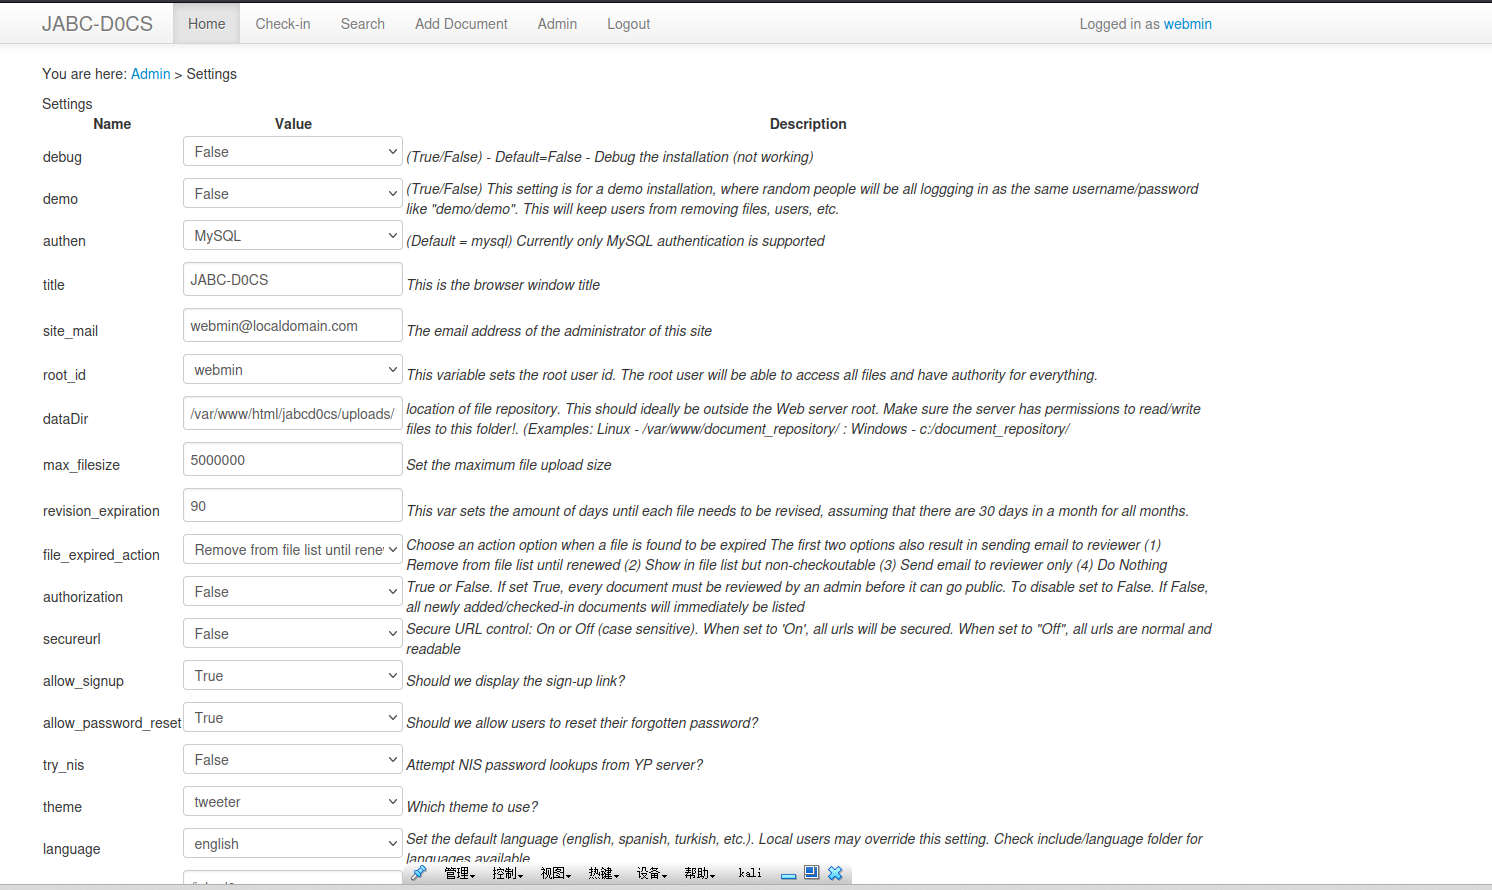 JABC-D0CS Home Check-in Search Add Document Admin Logout Logged in as webmin
You are here: Admin > Settings
Settings
Name Value Description
debug False (True/False) - Default=False - Debug the installation (not working)
demo False (True/False) This setting is for a demo installation, where random people will be all loggging in as the same username/password
like "demo/demo". This will keep users from removing files, users, etc.
authen MySQL (Default = mysql) Currently only MySQL authentication is supported
title JABC-D0CS This is the browser window title
site_mail webmin@localdomain.com The email address of the administrator of this site
root_id webmin This variable sets the root user id. The root user will be able to access all files and have authority for everything.
dataDir /var/www/html/jabcd0cs/uploads/ location of file repository. This should ideally be outside the Web server root. Make sure the server has permissions to read/write
files to this folder!. (Examples: Linux - /var/www/document_repository/ : Windows - c:/document_repository/
max_filesize 5000000 Set the maximum file upload size
revision_expiration 90 This var sets the amount of days until each file needs to be revised, assuming that there are 30 days in a month for all months.
file_expired_action Remove from file list until renew Choose an action option when a file is found to be expired The first two options also result in sending email to reviewer (1)
Remove from file list until renewed (2) Show in file list but non-checkoutable (3) Send email to reviewer only (4) Do Nothing
authorization False True or False. If set True, every document must be reviewed by an admin before it can go public. To disable set to False. If False,
all newly added/checked-in documents will immediately be listed
secureurl False Secure URL control: On or Off (case sensitive). When set to 'On', all urls will be secured. When set to "Off", all urls are normal and
readable
allow_signup True Should we display the sign-up link?
allow_password_reset True Should we allow users to reset their forgotten password?
try_nis False Attempt NIS password lookups from YP server?
theme tweeter Which theme to use?
language english Set the default language (english, spanish, turkish, etc.). Local users may override this setting. Check include/language folder for
languages available
管理 控制 视图 热键 设备 帮助 kali